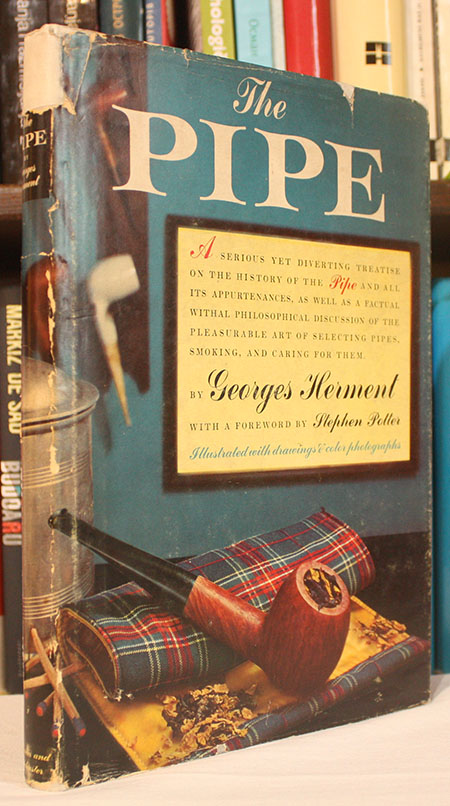 The
PIPE
A SERIOUS YET DIVERTING TREATISE
ON THE HISTORY OF THE Pipe AND ALL
ITS APPURTENANCES, AS WELL AS A FACTUAL
WITHAL PHILOSOPHICAL DISCUSSION OF THE
PLEASURABLE ART OF SELECTING PIPES,
SMOKING, AND CARING FOR THEM.
BY Georges Herment
WITH A FOREWORD BY Stephen Potter
Illustrated with drawings & color photographs
The
PIPE
and
MARKIZ DE SAD